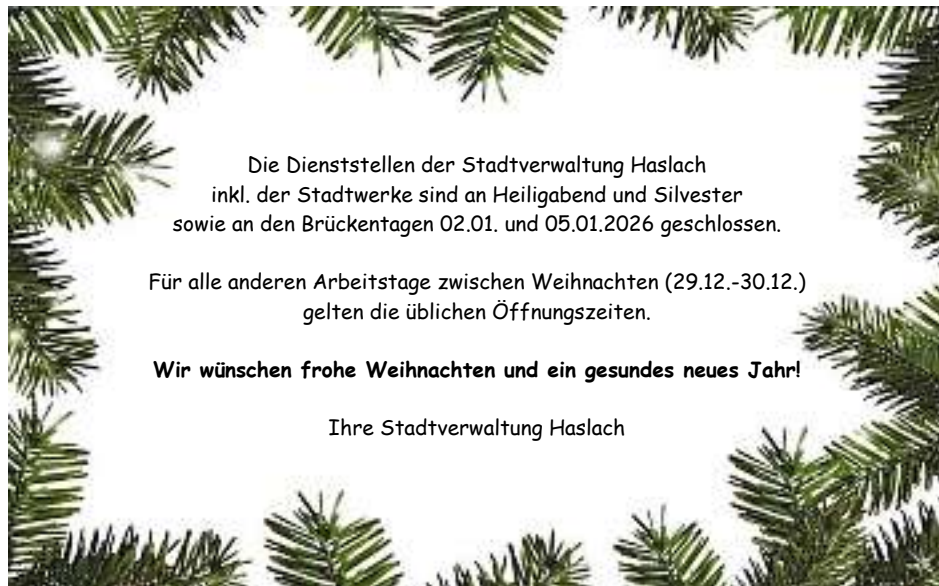 Die Dienststellen der Stadtverwaltung Haslach
inkl. der Stadtwerke sind an Heiligabend und Silvester
sowie an den Brückentagen 02.01. und 05.01.2026 geschlossen.
Für alle anderen Arbeitstage zwischen Weihnachten (29.12.-30.12.)
gelten die üblichen Öffnungszeiten.
Wir wünschen frohe Weihnachten und ein gesundes neues Jahr!
Ihre Stadtverwaltung Haslach